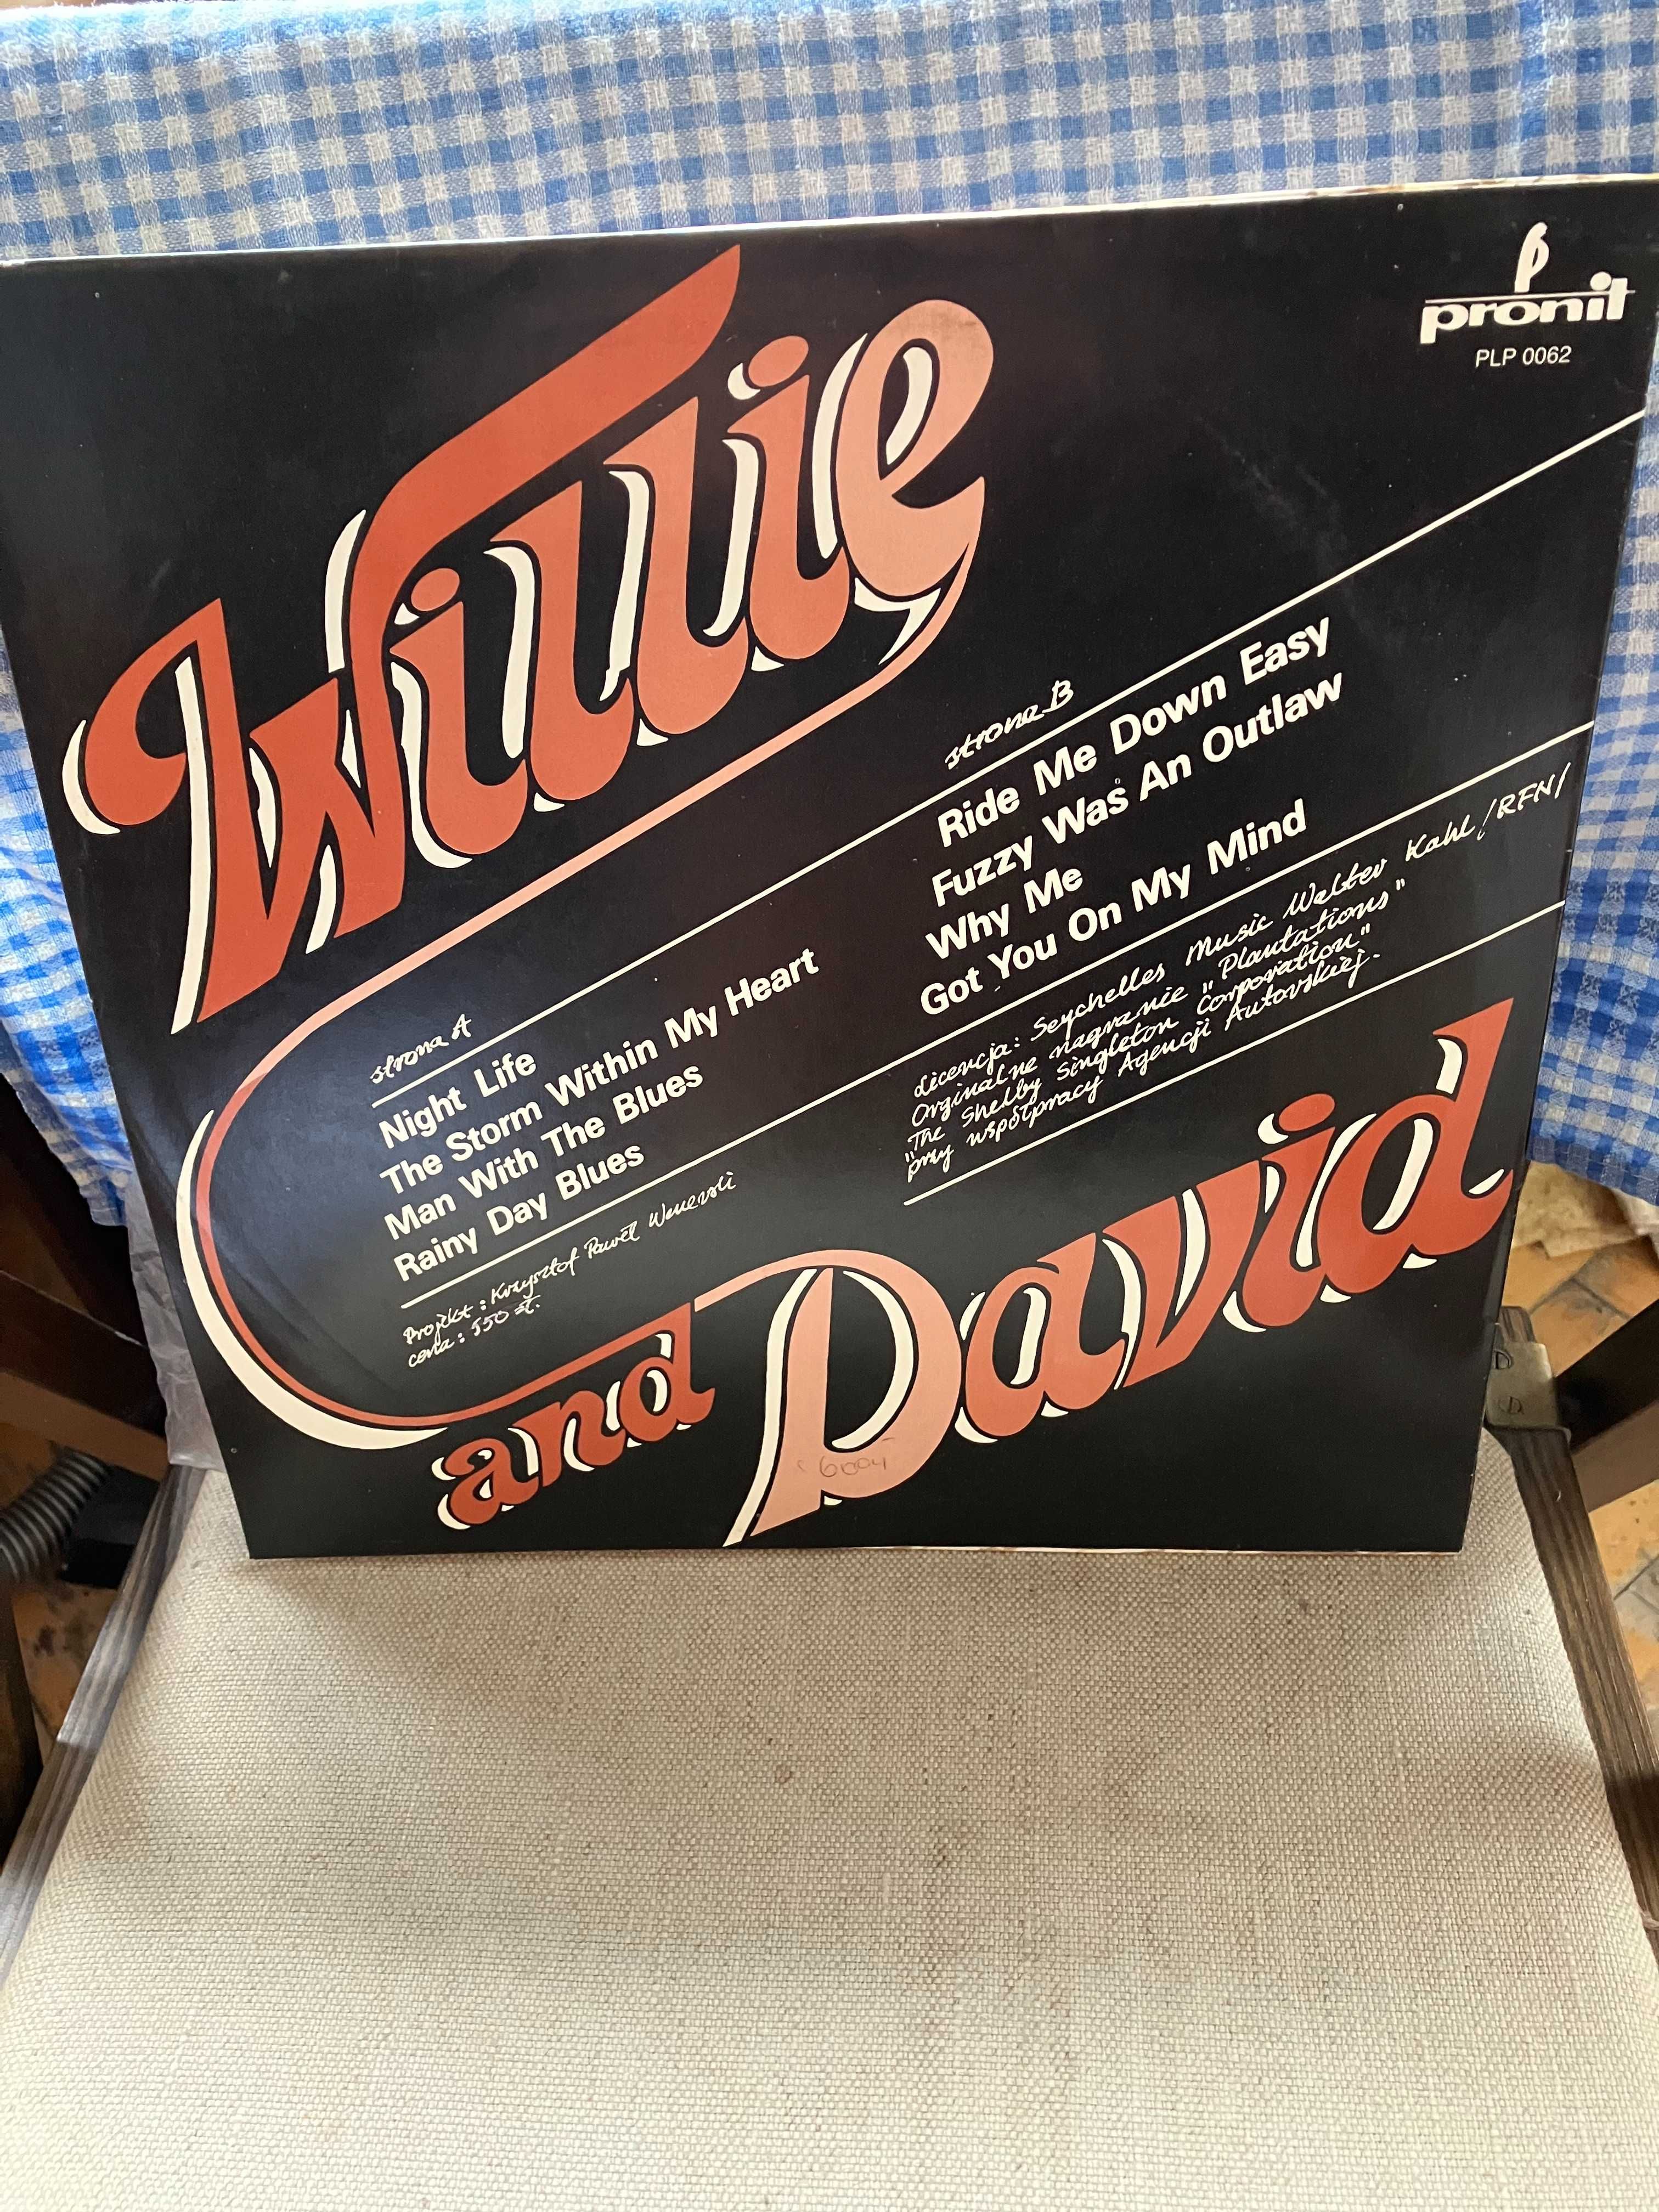 Willie
pronit
PLP 0062
strona A
Night Life
The Storm Within My Heart
Man With The Blues
Rainy Day Blues
Projekt: Krzysztof Paweł
cena: 550 zł.
strona B
Ride Me Down Easy
Fuzzy Was An Outlaw
Why Me
Got You On My Mind
Licencja: Seychelles Music Walter Kahl /RFN/
Orginalne nagranie "Plantations"
"The Shelby Singleton Corporation"
przy współpracy Agencji Autorskiej.
and David